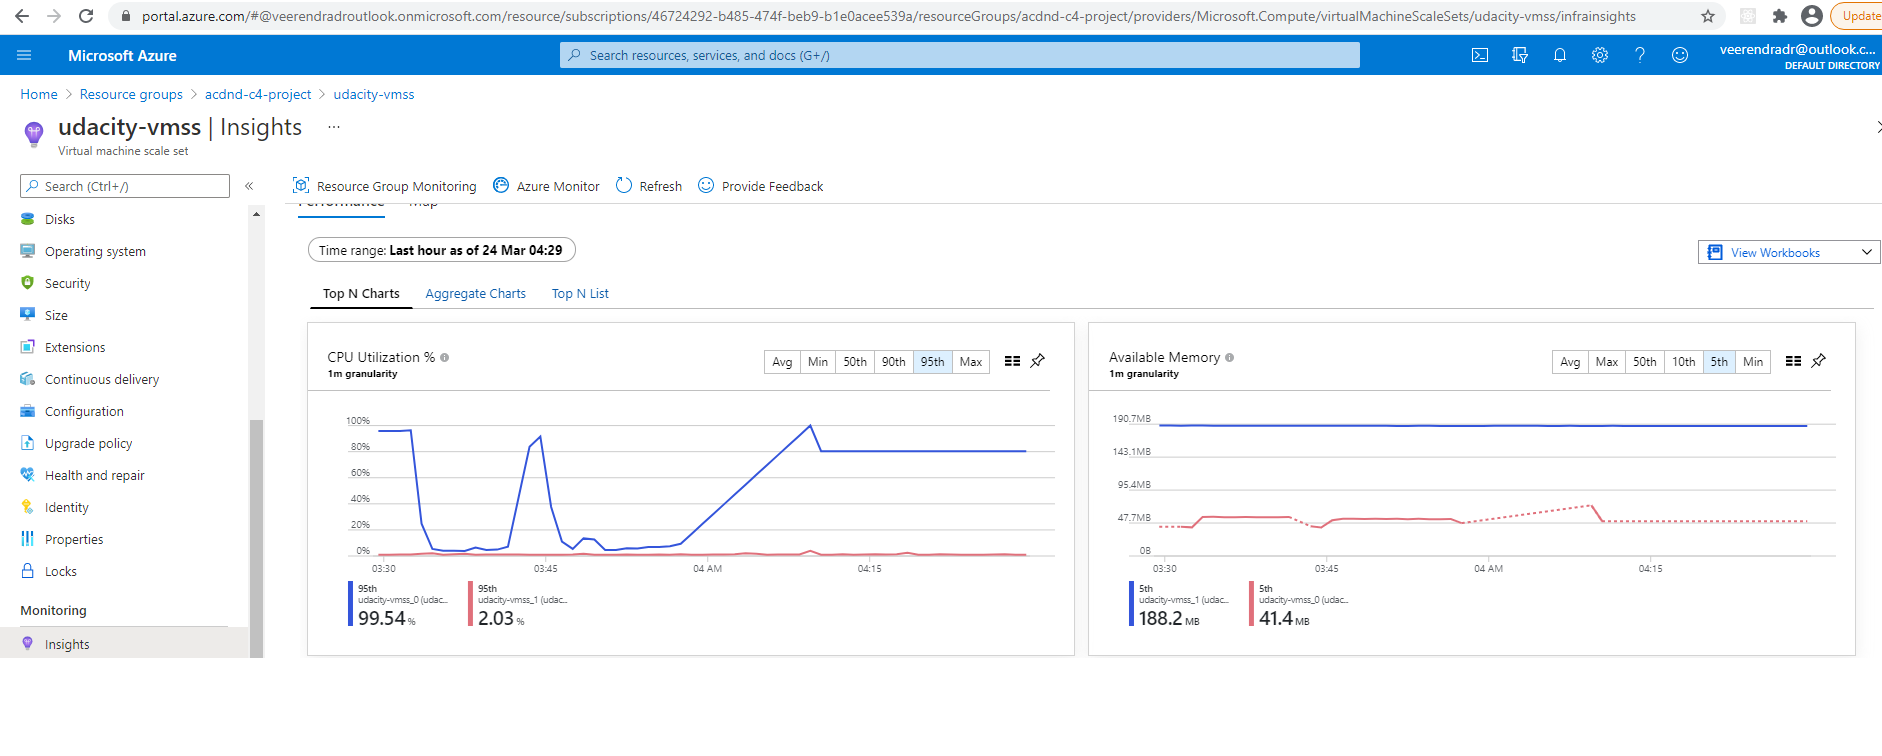 portal.azure.com/#@veerendradroutlook.onmicrosoft.com/resource/subscriptions/46724292-b485-474f-beb9-b1e0acee539a/resourceGroups/acdnd-c4-project/providers/Microsoft.Compute/virtualMachineScaleSets/udacity-vmss/infrainsights
Update
Microsoft Azure
Search resources, services, and docs (G+/)
veerendradr@outlook.c...
DEFAULT DIRECTORY
Home > Resource groups > acdnd-c4-project > udacity-vmss
udacity-vmss | Insights ...
Virtual machine scale set
Search (Ctrl+/)
Resource Group Monitoring Azure Monitor Refresh Provide Feedback
Performance Map
Disks
Operating system
Security
Size
Extensions
Continuous delivery
Configuration
Upgrade policy
Health and repair
Identity
Properties
Locks
Monitoring
Insights
Time range: Last hour as of 24 Mar 04:29
View Workbooks
Top N Charts Aggregate Charts Top N List
CPU Utilization %
1m granularity
Avg Min 50th 90th 95th Max
100%
80%
60%
40%
20%
0%
03:30 03:45 04 AM 04:15
95th
udacity-vmss_0 (udac...
99.54 %
95th
udacity-vmss_1 (udac...
2.03 %
Available Memory
1m granularity
Avg Max 50th 10th 5th Min
190.7MB
143.1MB
95.4MB
47.7MB
0B
03:30 03:45 04 AM 04:15
5th
udacity-vmss_1 (udac...
188.2 MB
5th
udacity-vmss_0 (udac...
41.4 MB